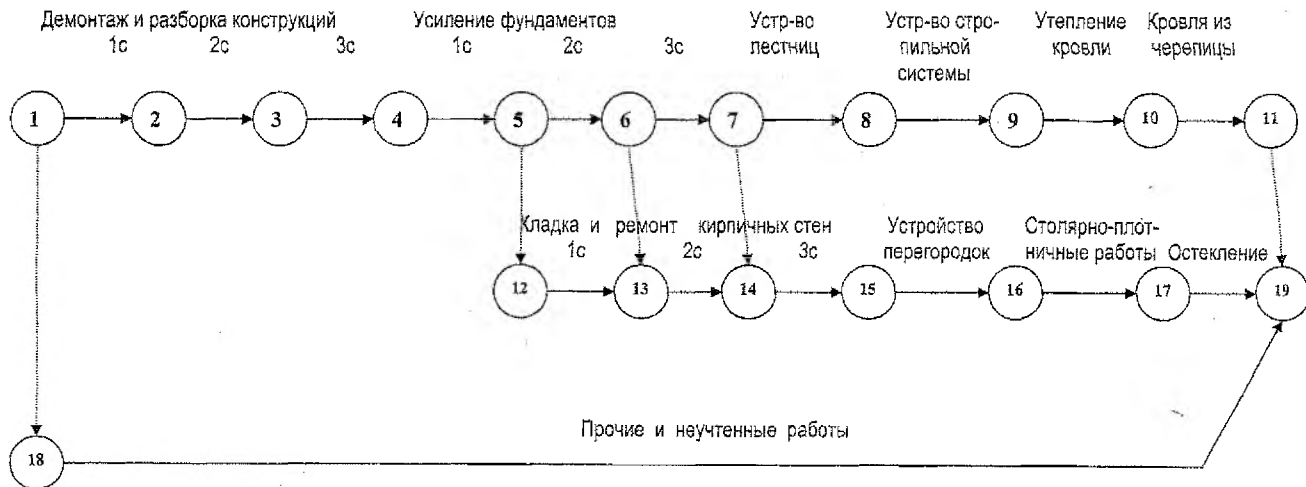 Демонтаж и разборка конструкций
1с 2с 3с
Усиление фундаментов
1с 2с 3с
Устр-во
лестниц
Устр-во стро-
пильной
системы
Утепление
кровли
Кровля из
черепицы
1 2 3 4 5 6 7 8 9 10 11
Кладка и ремонт кирпичных стен
1с 2с 3с
Устройство
перегородок
Столярно-плот-
ничные работы
Остекление
12 13 14 15 16 17 19
Прочие и неучтенные работы
18